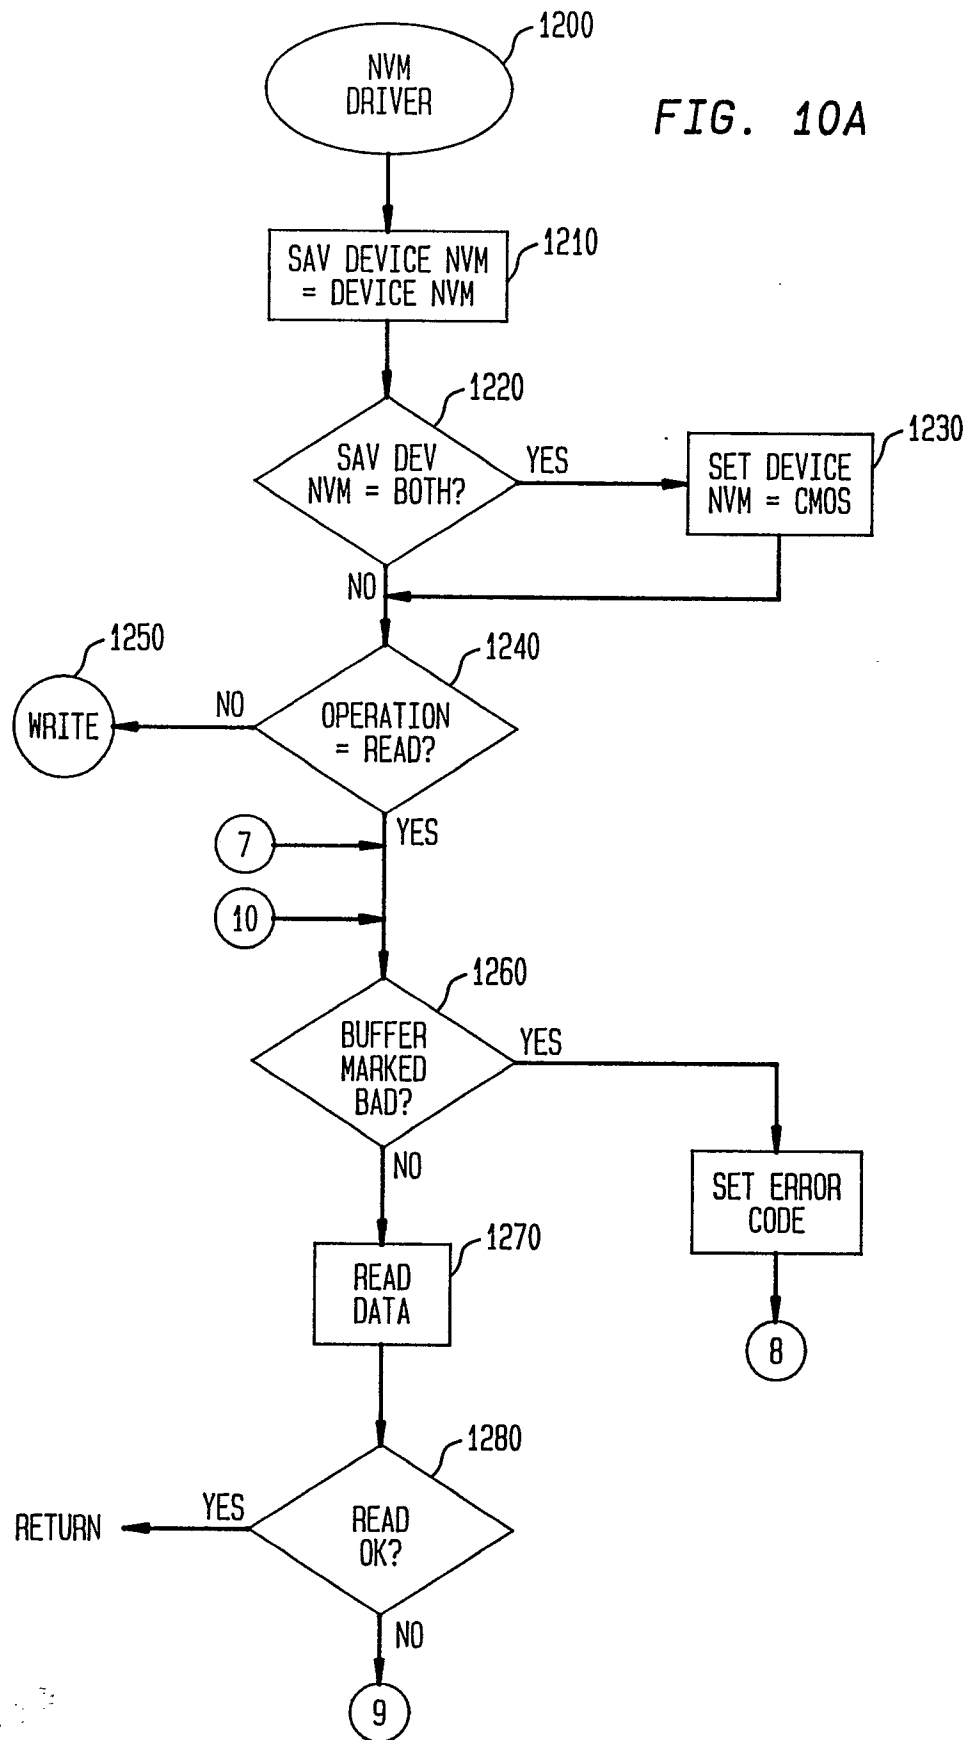 1200
NVM
DRIVER
FIG. 10A
1210
SAV DEVICE NVM
= DEVICE NVM
1220
SAV DEV
NVM = BOTH?
YES
1230
SET DEVICE
NVM = CMOS
NO
1250
WRITE
NO
1240
OPERATION
= READ?
YES
7
10
1260
BUFFER
MARKED
BAD?
YES
NO
SET ERROR
CODE
1270
READ
DATA
8
1280
READ
OK?
YES
RETURN
NO
9